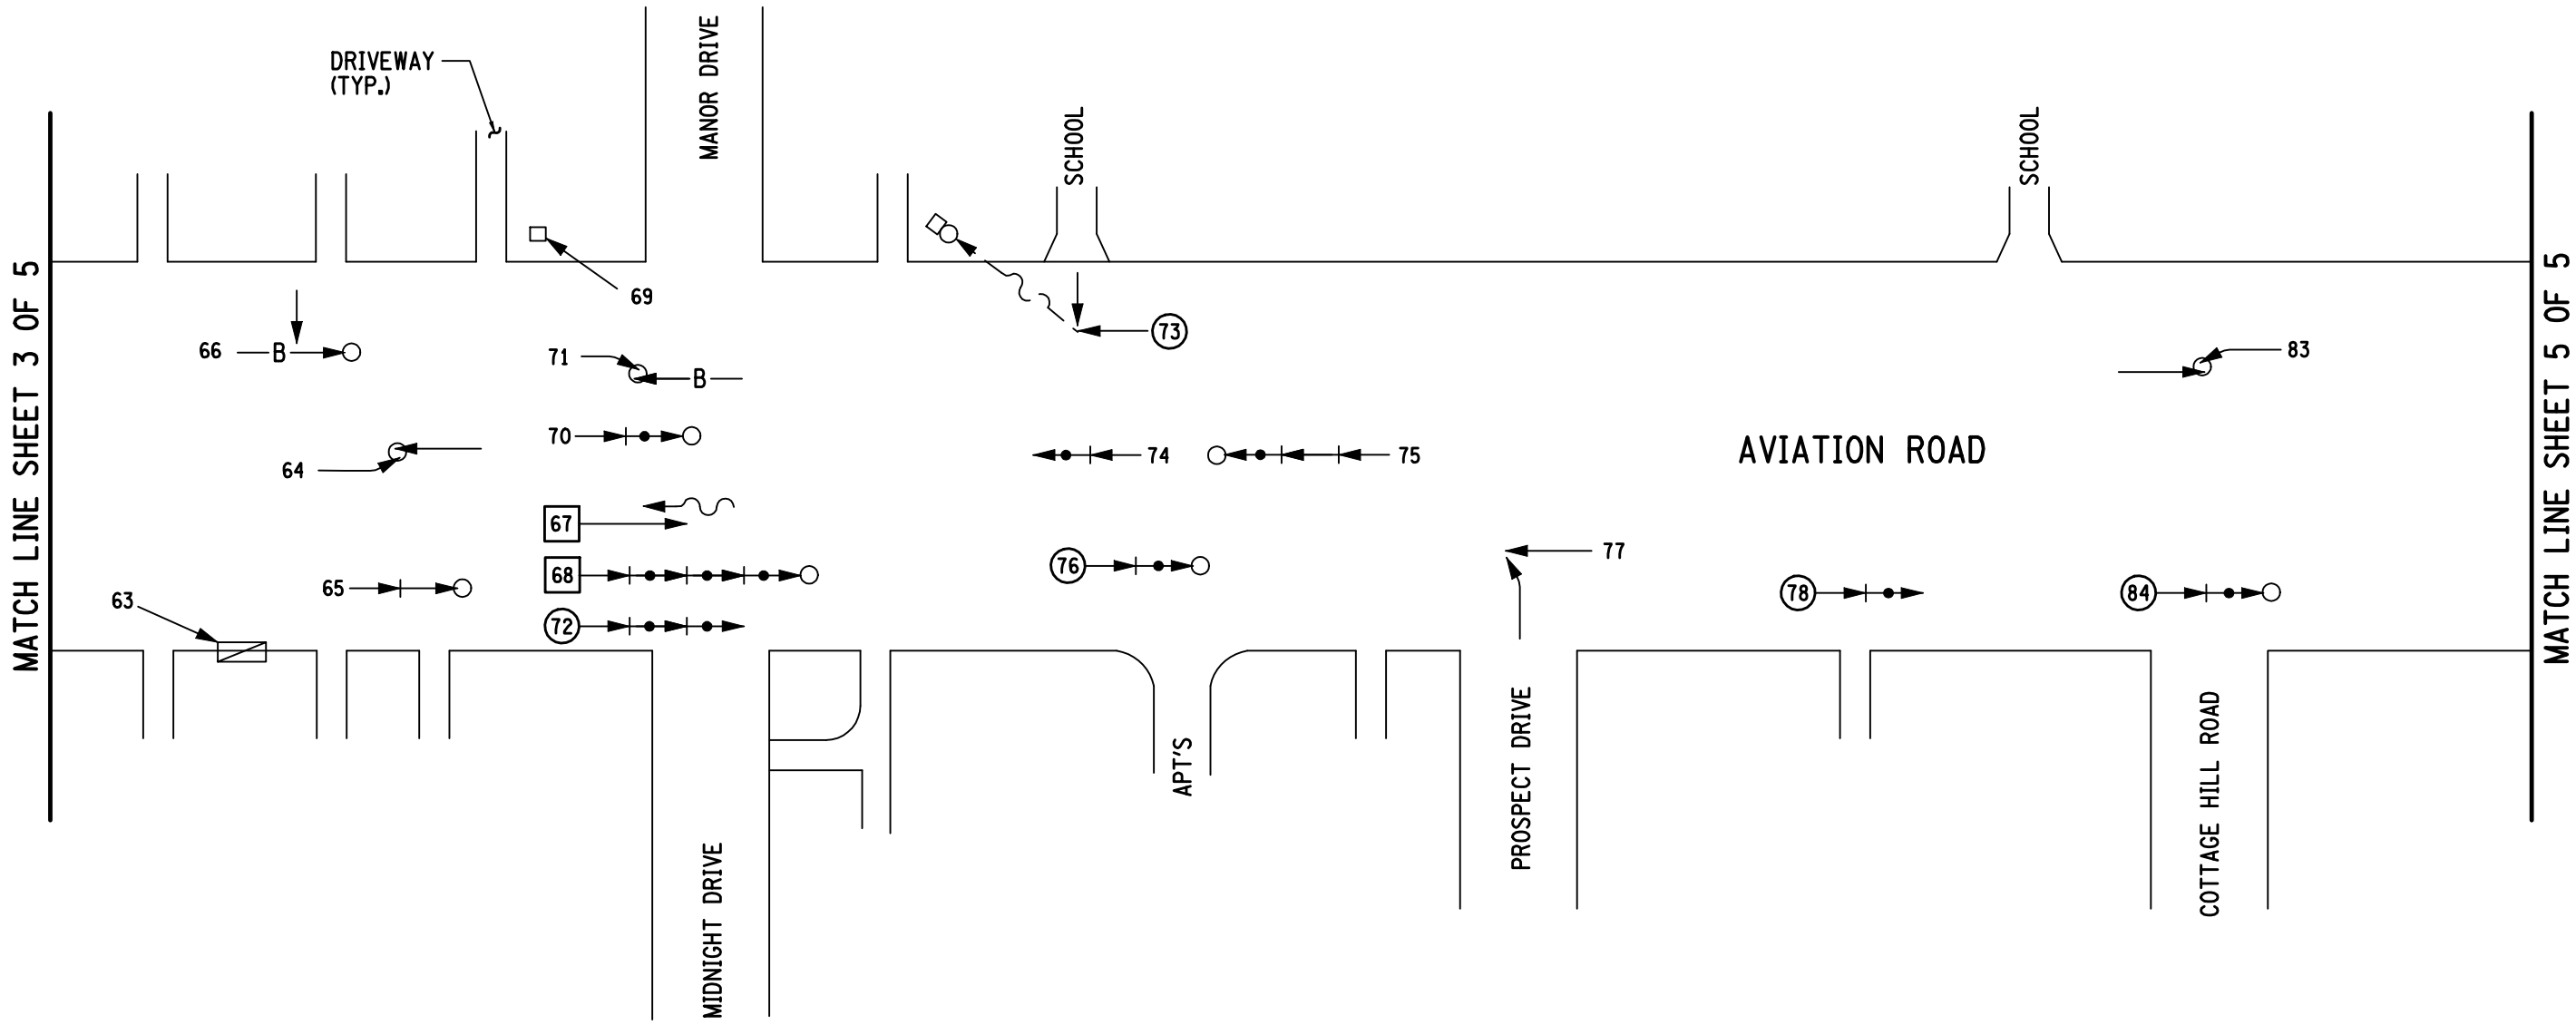 MANOR DRIVE
DRIVEWAY
(TYP.)
SCHOOL
SCHOOL
MATCH LINE SHEET 3 OF 5
MATCH LINE SHEET 5 OF 5
69
66
B
73
71
B
83
70
64
74
75
AVIATION ROAD
67
77
68
76
65
63
78
84
72
PROSPECT DRIVE
APT'S
COTTAGE HILL ROAD
MIDNIGHT DRIVE